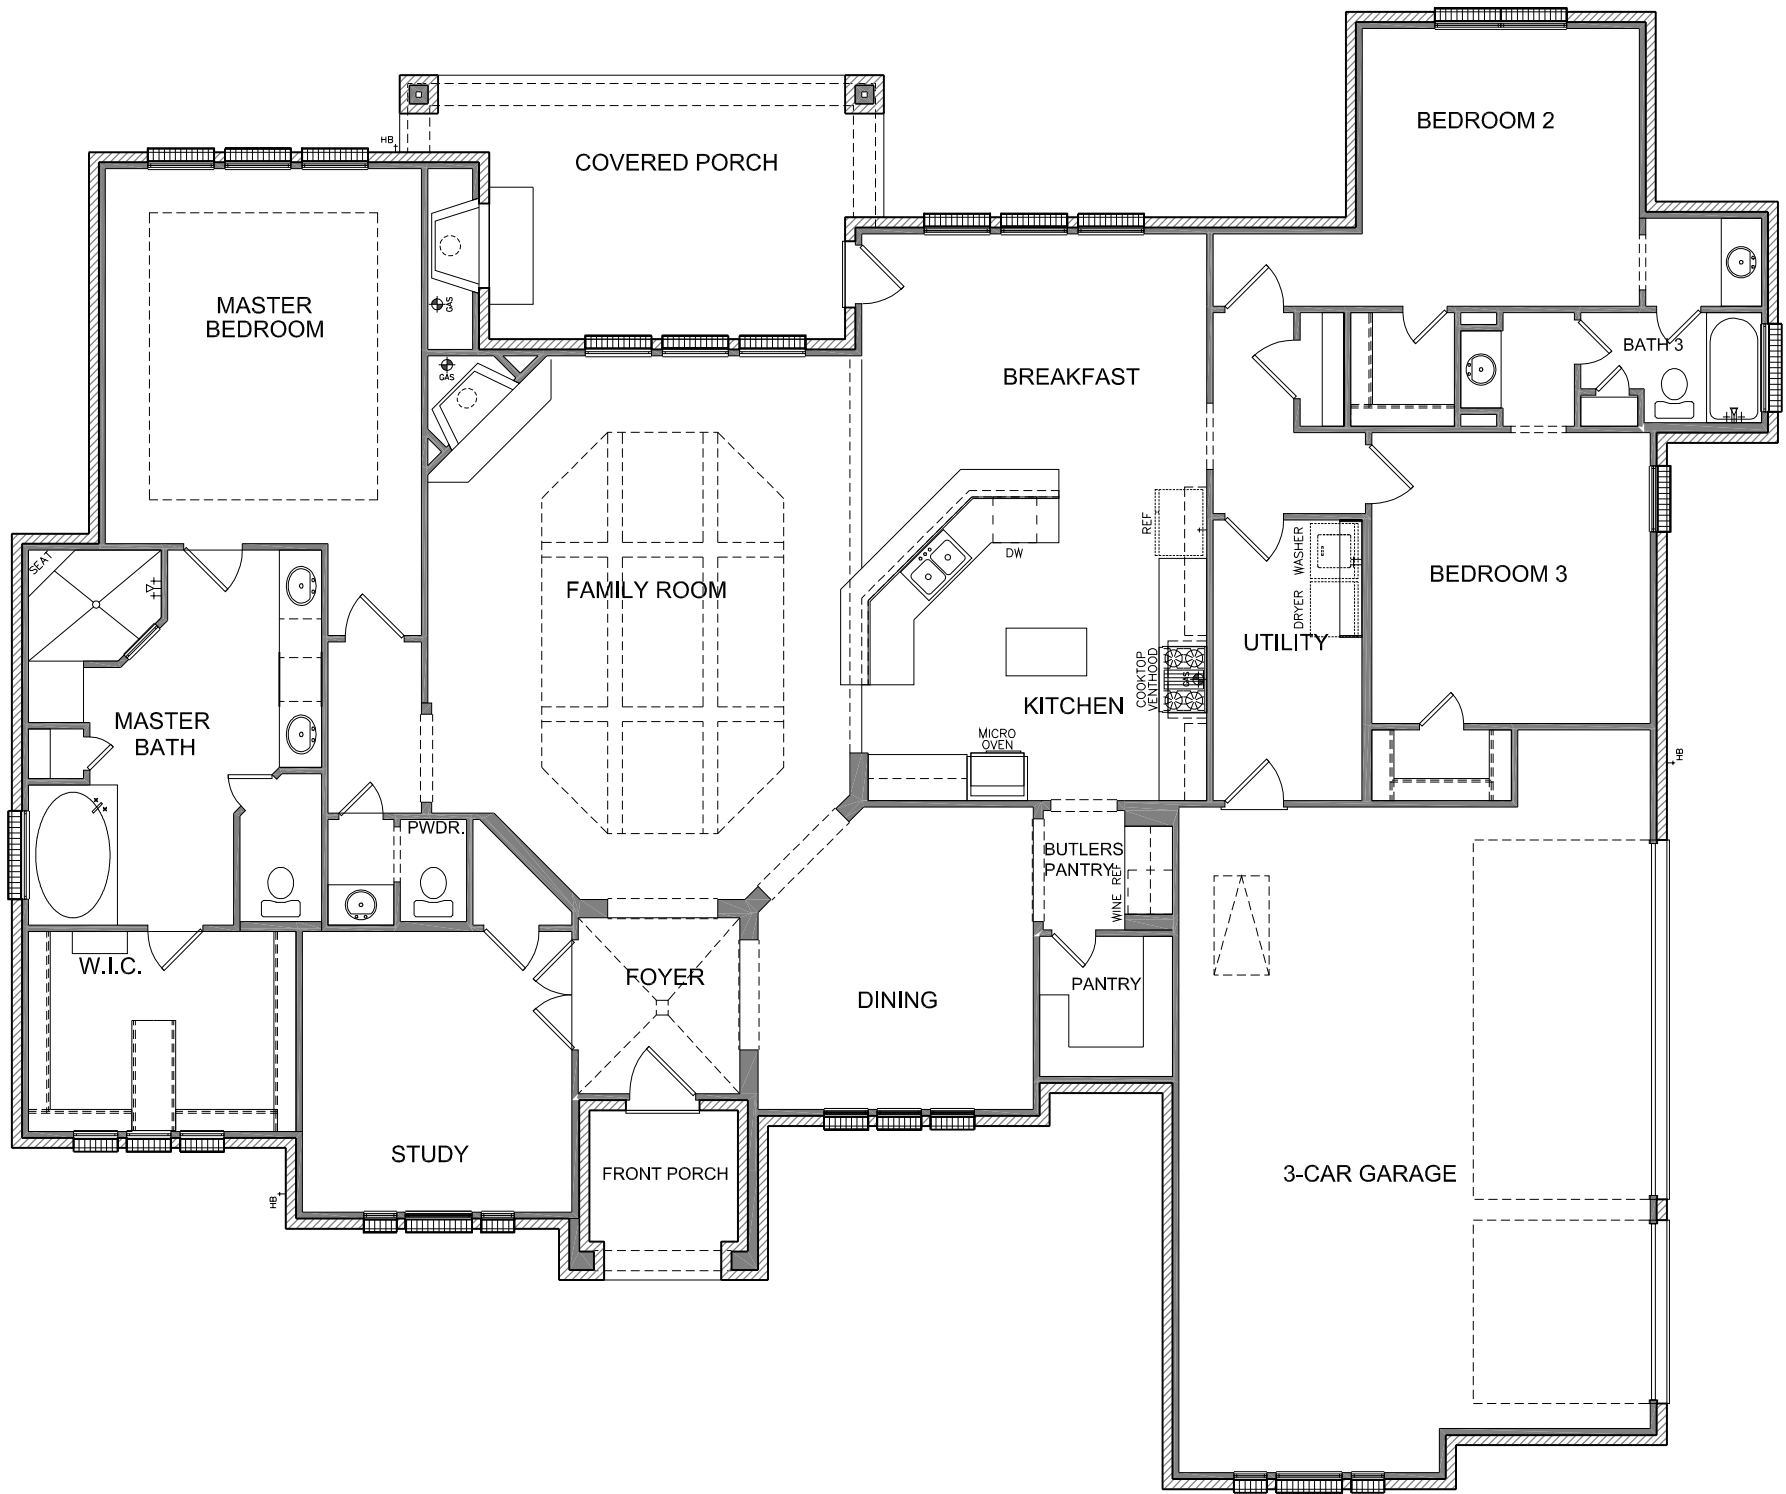 BEDROOM 2
HB
COVERED PORCH
MASTER
BEDROOM
GAS
GAS
BREAKFAST
BATH 3
SEAT
REF
DW
WASHER
DRYER
BEDROOM 3
FAMILY ROOM
UTILITY
COOKTOP
VENTHOOD
GAS
KITCHEN
MASTER
BATH
MICRO
OVEN
HB
PWDR.
BUTLERS
PANTRY
WINE REF
W.I.C.
FOYER
PANTRY
DINING
STUDY
FRONT PORCH
3-CAR GARAGE
HB